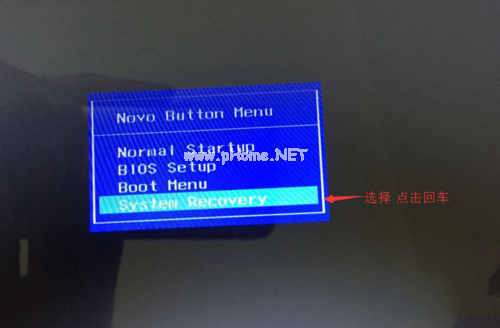 Novo Button Menu
Normal Startup
www.pHome.NET
BIOS Setup
Boot Menu
System Recovery
选择 点击回车